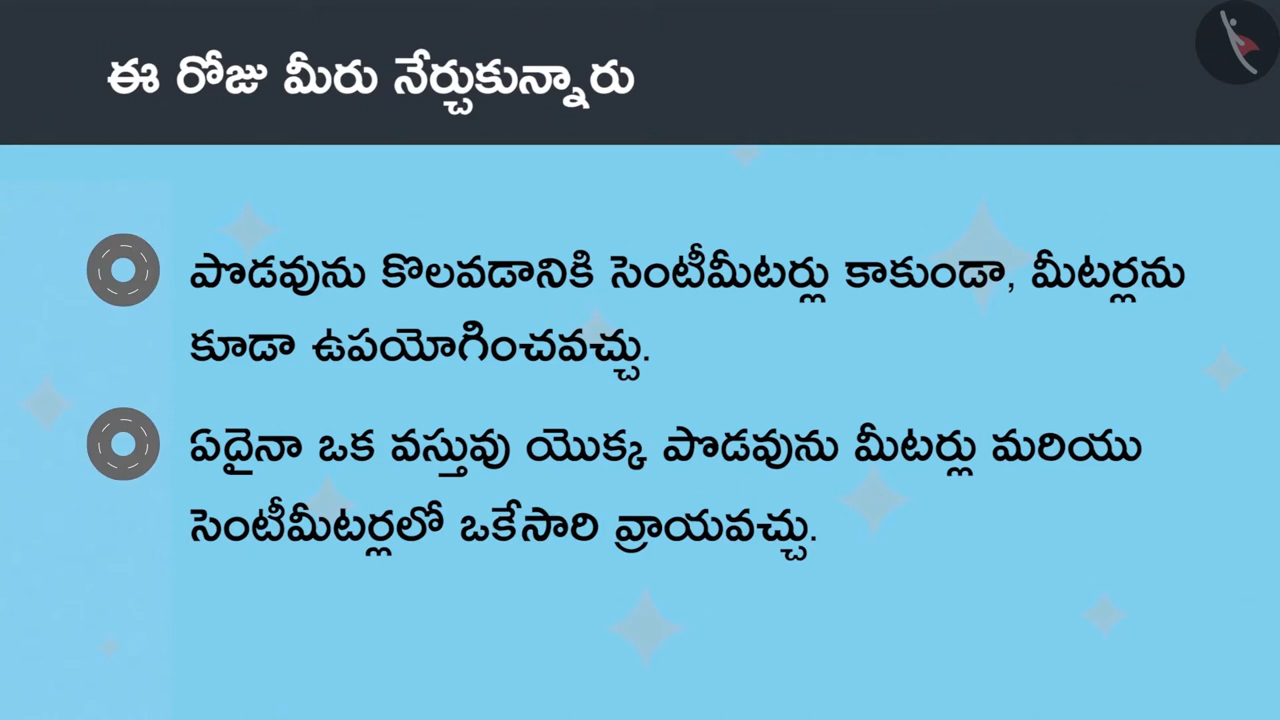 ఈ రోజు మీరు నేర్చుకున్నారు
పొడవును కొలవడానికి సెంటీమీటర్లు కాకుండా, మీటర్లను
కూడా ఉపయోగించవచ్చు.
ఏదైనా ఒక వస్తువు యొక్క పొడవును మీటర్లు మరియు
సెంటీమీటర్లలో ఒకేసారి వ్రాయవచ్చు.